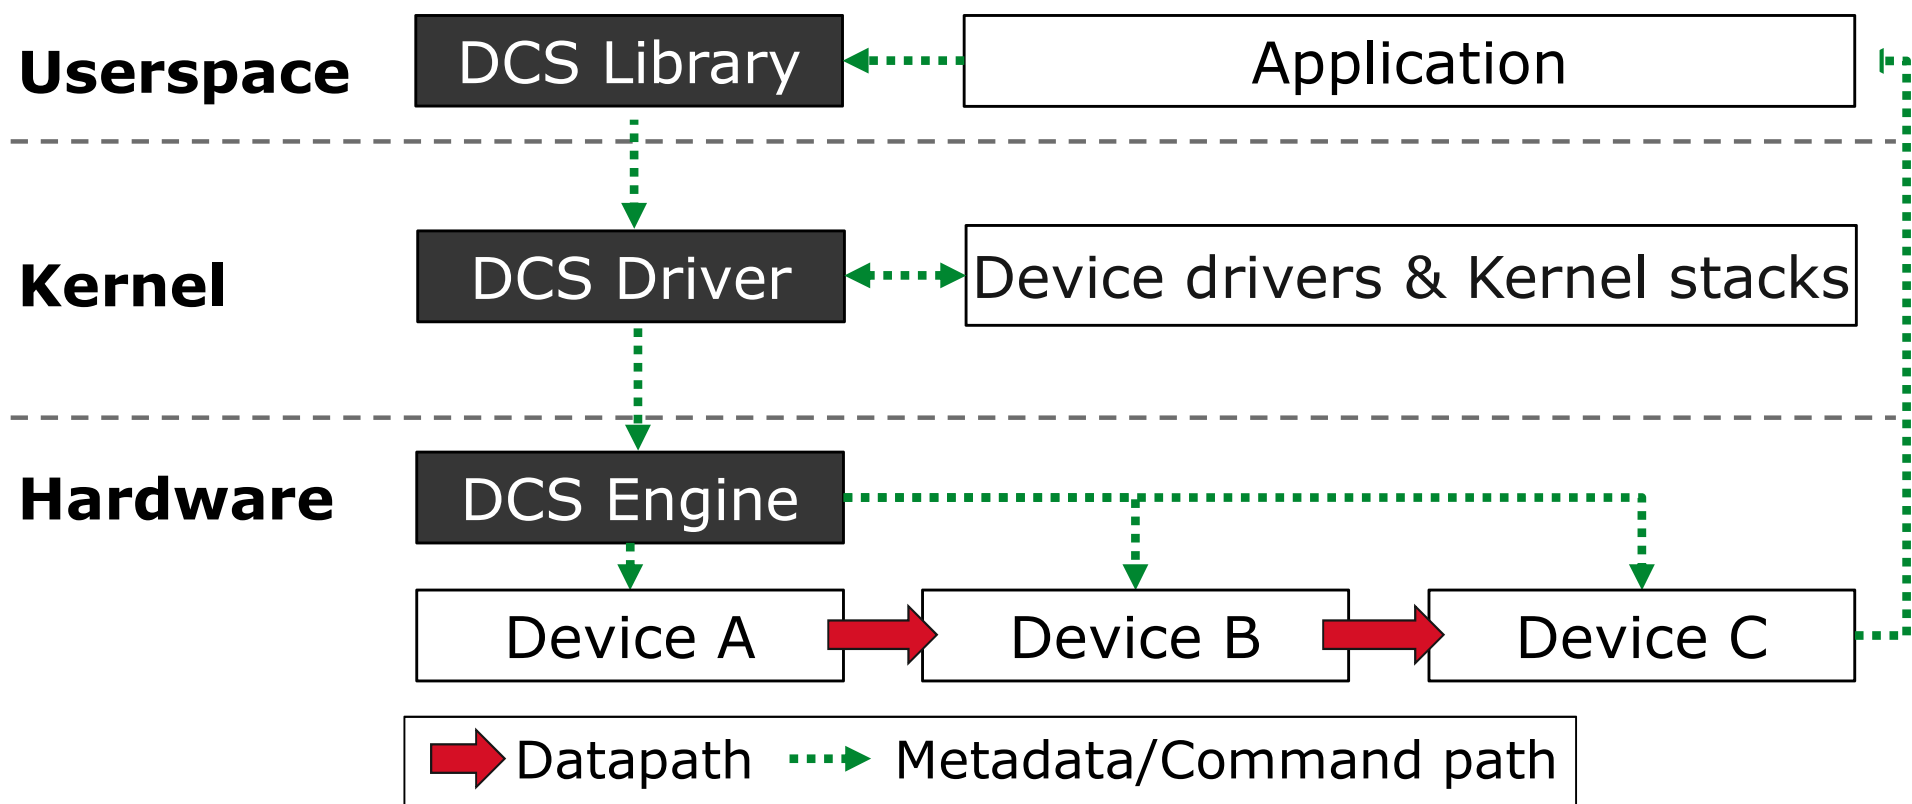 Userspace
DCS Library
Application
Kernel
DCS Driver
Device drivers & Kernel stacks
Hardware
DCS Engine
Device A
Device B
Device C
Datapath
Metadata/Command path